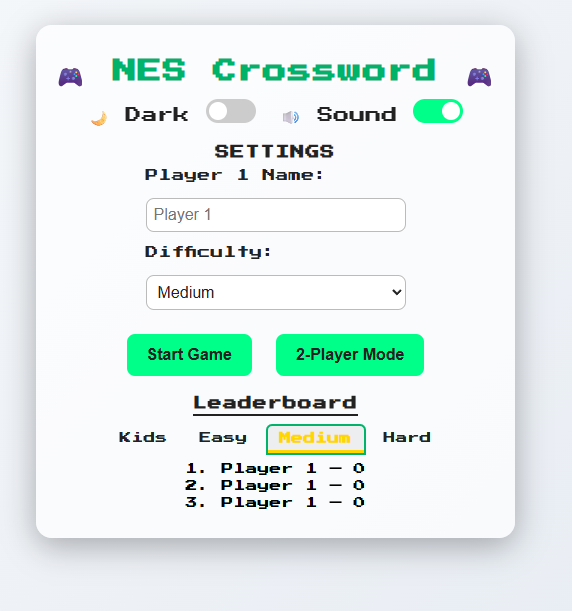 NES Crossword
Dark Sound
SETTINGS
Player 1 Name:
Player 1
Difficulty:
Medium
Start Game 2-Player Mode
Leaderboard
Kids Easy Medium Hard
1. Player 1 – 0
2. Player 1 – 0
3. Player 1 – 0